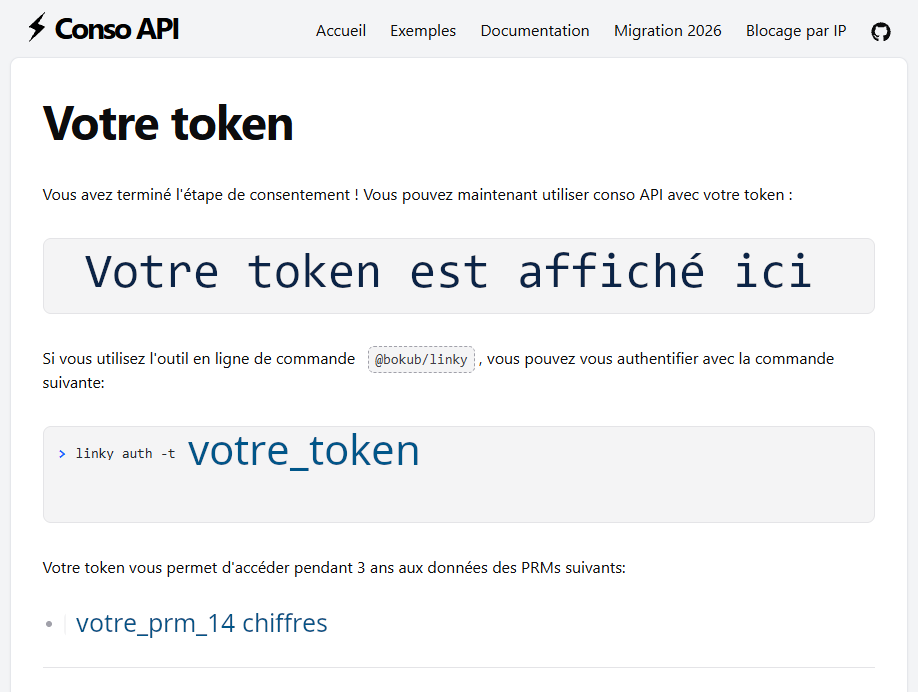 Conso API
Accueil Exemples Documentation Migration 2026 Blocage par IP
Votre token
Vous avez terminé l'étape de consentement ! Vous pouvez maintenant utiliser conso API avec votre token :
Votre token est affiché ici
Si vous utilisez l'outil en ligne de commande @bokub/linky , vous pouvez vous authentifier avec la commande
suivante:
> linky auth -t votre_token
Votre token vous permet d'accéder pendant 3 ans aux données des PRMs suivants:
votre_prm_14 chiffres